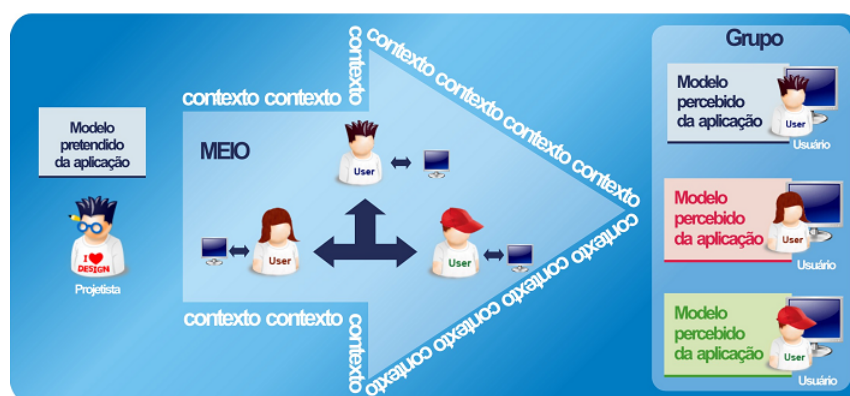 Modelo
pretendido
da aplicação
I ❤
DESIGN
Projetista
contexto contexto
contexto
contexto contexto contexto contexto contexto
MEIO
User
User
User
contexto contexto
contexto
contexto contexto contexto contexto contexto
Grupo
Modelo
percebido
da aplicação
User
Usuário
Modelo
percebido
da aplicação
User
Usuário
Modelo
percebido
da aplicação
User
Usuário